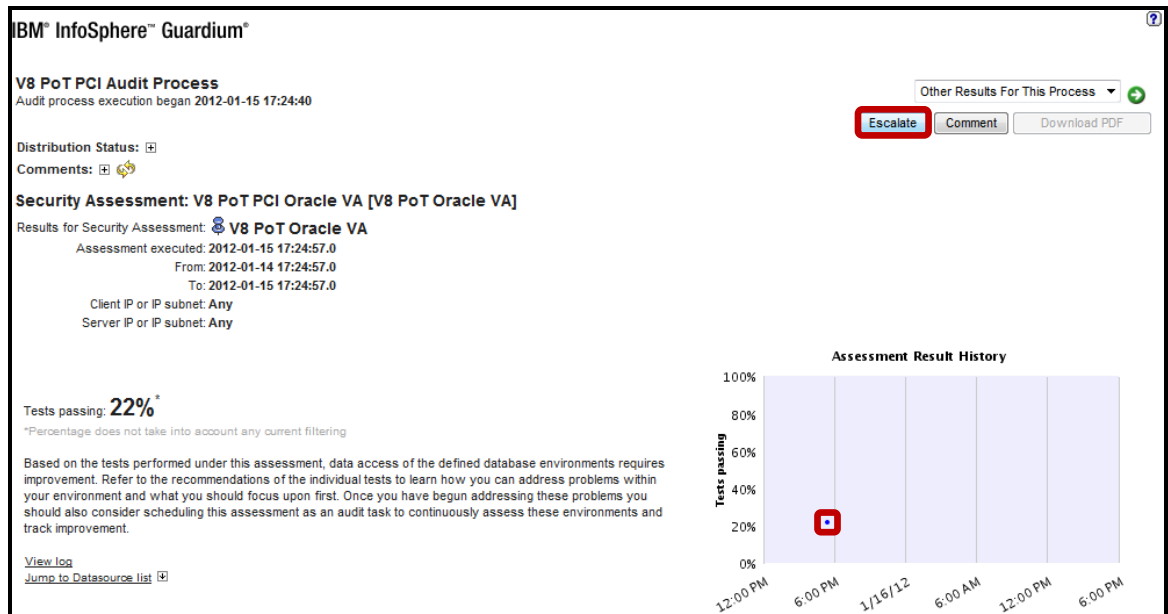 IBM® InfoSphere™ Guardium®
?
V8 PoT PCI Audit Process
Audit process execution began 2012-01-15 17:24:40
Other Results For This Process
Escalate Comment Download PDF
Distribution Status:
Comments:
Security Assessment: V8 PoT PCI Oracle VA [V8 PoT Oracle VA]
Results for Security Assessment: V8 PoT Oracle VA
Assessment executed: 2012-01-15 17:24:57.0
From: 2012-01-14 17:24:57.0
To: 2012-01-15 17:24:57.0
Client IP or IP subnet: Any
Server IP or IP subnet: Any
Tests passing: 22%*
*Percentage does not take into account any current filtering
Based on the tests performed under this assessment, data access of the defined database environments requires
improvement. Refer to the recommendations of the individual tests to learn how you can address problems within
your environment and what you should focus upon first. Once you have begun addressing these problems you
should also consider scheduling this assessment as an audit task to continuously assess these environments and
track improvement.
View log
Jump to Datasource list
Assessment Result History
Tests passing
100%
80%
60%
40%
20%
0%
12:00 PM
6:00 PM
1/16/12
6:00 AM
12:00 PM
6:00 PM